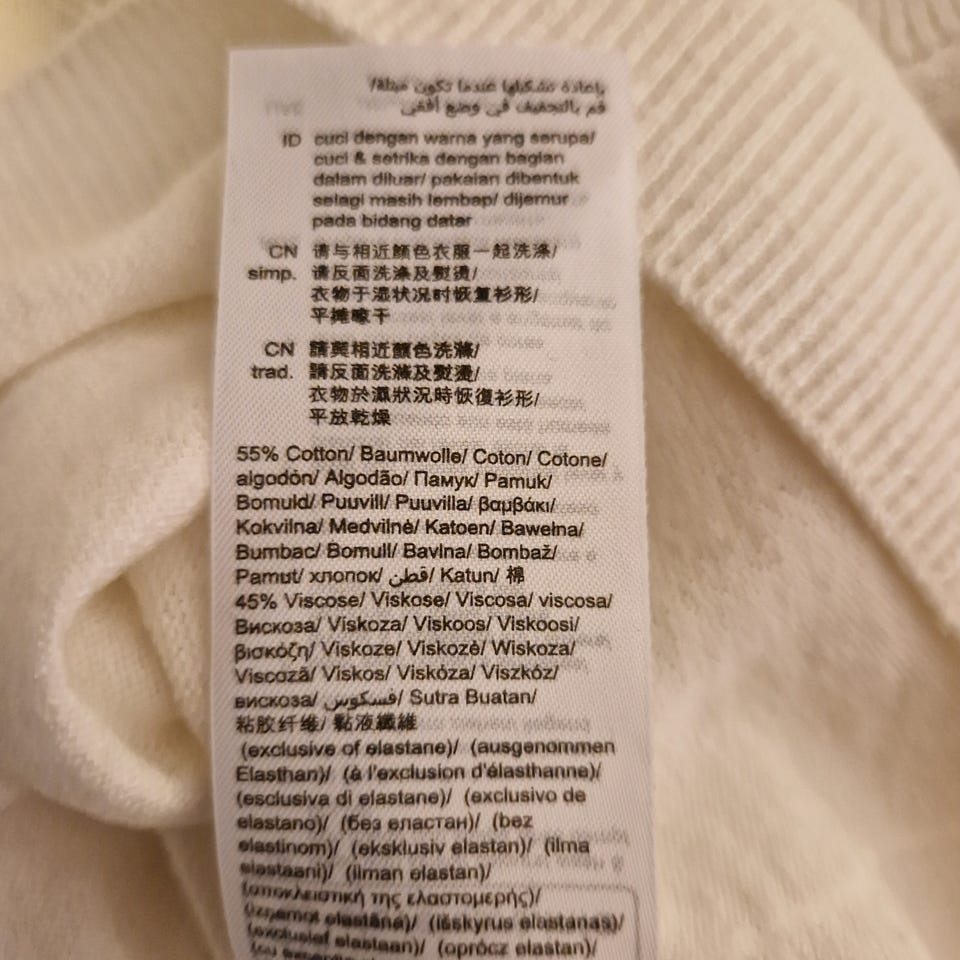 بإعادة تشكيلها عندما تكون مبتلة/
قم بالتجفيف في وضع أفقي
ID cuci dengan warna yang serupa/
cuci & setrika dengan bagian
dalam diluar/ pakaian dibentuk
selagi masih lembap/ dijemur
pada bidang datar
CN 请与相近颜色衣服一起洗涤/
simp. 请反面洗涤及熨烫/
衣物于湿状况时恢复衫形/
平摊晾干
CN 請與相近顏色洗滌/
trad. 請反面洗滌及熨燙/
衣物於濕狀況時恢復衫形/
平放乾燥
55% Cotton/ Baumwolle/ Coton/ Cotone/
algodón/ Algodão/ Памук/ Pamuk/
Bomuld/ Puuvill/ Puuvilla/ βαμβάκι/
Kokvilna/ Medvilnė/ Katoen/ Bawełna/
Bumbac/ Bomull/ Bavlna/ Bombaž/
Pamut/ хлопок/ قطن/ Katun/ 棉
45% Viscose/ Viskose/ Viscosa/ viscosa/
Вискоза/ Viskoza/ Viskoos/ Viskoosi/
βισκόζη/ Viskoze/ Viskozė/ Wiskoza/
Viscoză/ Viskos/ Viskóza/ Viszkóz/
вискоза/ فسكوس/ Sutra Buatan/
粘胶纤维/ 黏液纖維
(exclusive of elastane)/ (ausgenommen
Elasthan)/ (à l'exclusion d'élasthanne)/
(esclusiva di elastane)/ (exclusivo de
elastano)/ (без еластан)/ (bez
elastinom)/ (eksklusiv elastan)/ (ilma
elastaani)/ (ilman elastan)/
(αποκλειστική της ελαστομερής)/
(izņemot elastāna)/ (išskyrus elastanas)/
(exclusief elastaan)/ (oprócz elastan)/